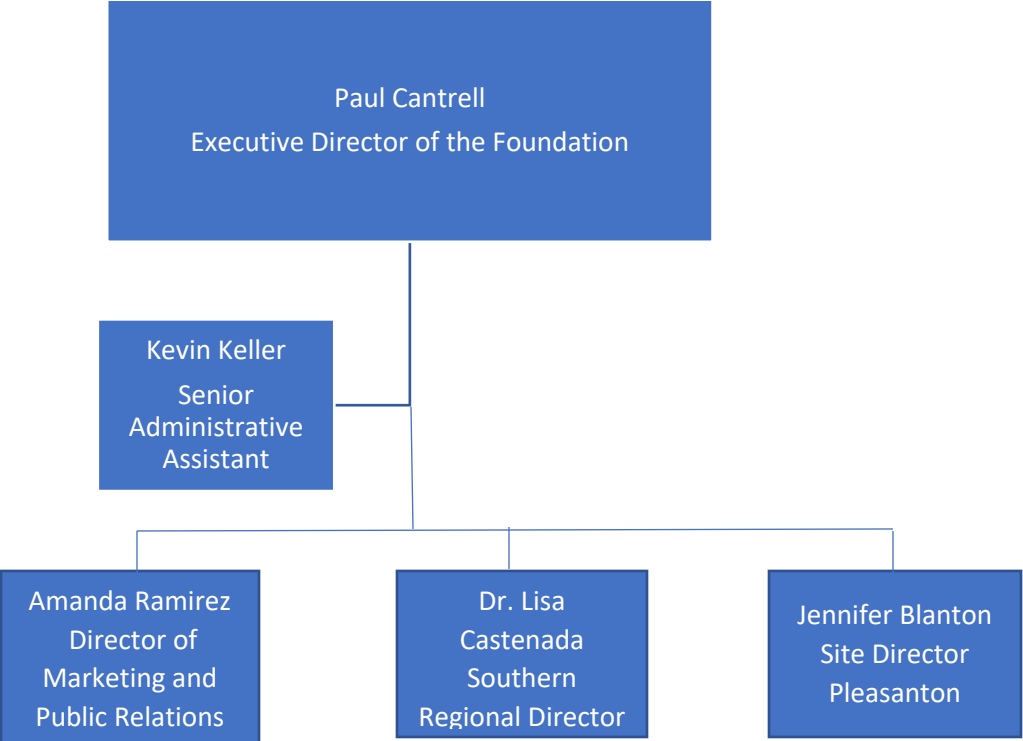 Paul Cantrell
Executive Director of the Foundation
Kevin Keller
Senior
Administrative
Assistant
Amanda Ramirez
Director of
Marketing and
Public Relations
Dr. Lisa
Castenada
Southern
Regional Director
Jennifer Blanton
Site Director
Pleasanton